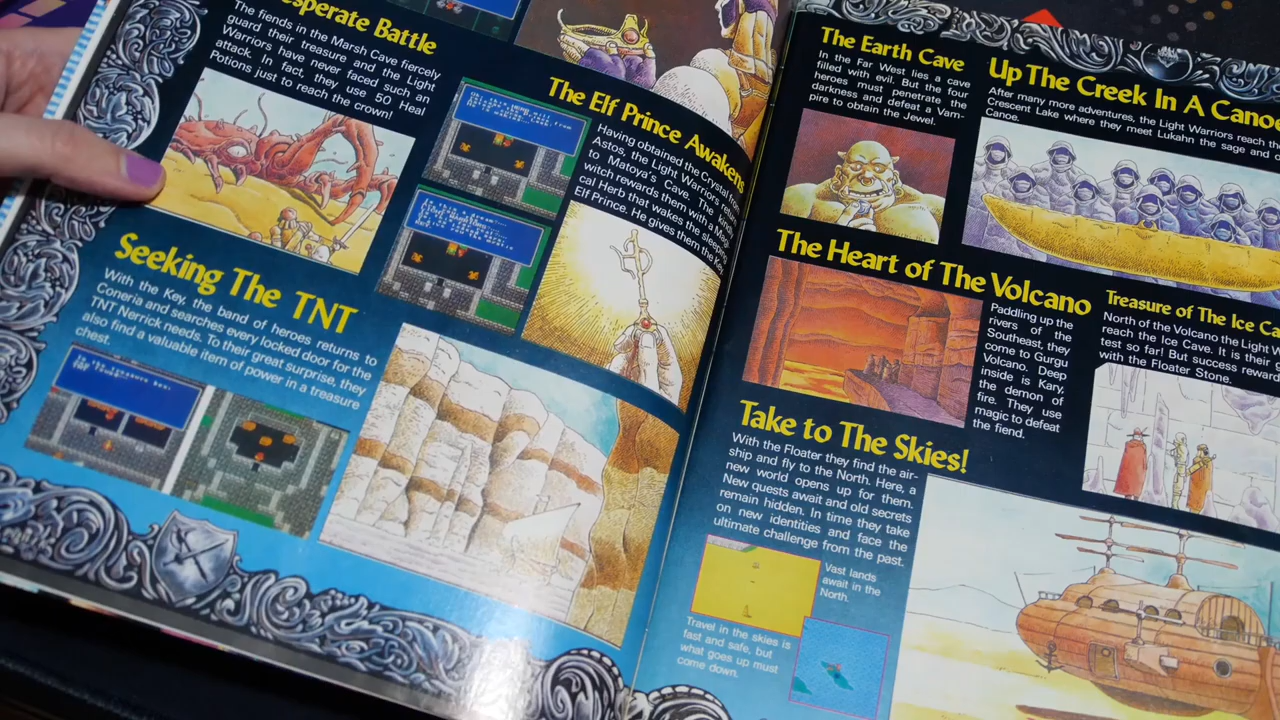 sperate Battle
The fiends in the Marsh Cave fiercely
guard their treasure and the Light
Warriors have never faced such an
attack. In fact, they use 50 Heal
Potions just to reach the crown!
The Elf Prince Awakens
Having obtained the Crystal from
Astos, the Light Warriors return
to Matoya's Cave. The kindly
witch rewards them with a Magi-
cal Herb that wakes the sleeping
Elf Prince. He gives them the Key.
Seeking The TNT
With the Key, the band of heroes returns to
Coneria and searches every locked door for the
TNT Nerrick needs. To their great surprise, they
also find a valuable item of power in a treasure
chest.
The Earth Cave
In the Far West lies a cave
filled with evil. But the four
heroes must penetrate the
darkness and defeat a Vam-
pire to obtain the Jewel.
Up The Creek In A Canoe
After many more adventures, the Light Warriors reach the
Crescent Lake where they meet Lukahn the sage and
Canoe.
The Heart of The Volcano
Paddling up the
rivers of the
Southeast, they
come to Gurgu
Volcano. Deep
inside is Kary,
the demon of
fire. They use
magic to defeat
the fiend.
Treasure of The Ice Ca
North of the Volcano the Light W
reach the Ice Cave. It is their
test so far! But success reward
with the Floater Stone.
Take to The Skies!
With the Floater they find the air-
ship and fly to the North. Here, a
new world opens up for them.
New quests await and old secrets
remain hidden. In time they take
on new identities and face the
ultimate challenge from the past.
Vast lands
await in the
North.
Travel in the skies is
fast and safe, but
what goes up must
come down.